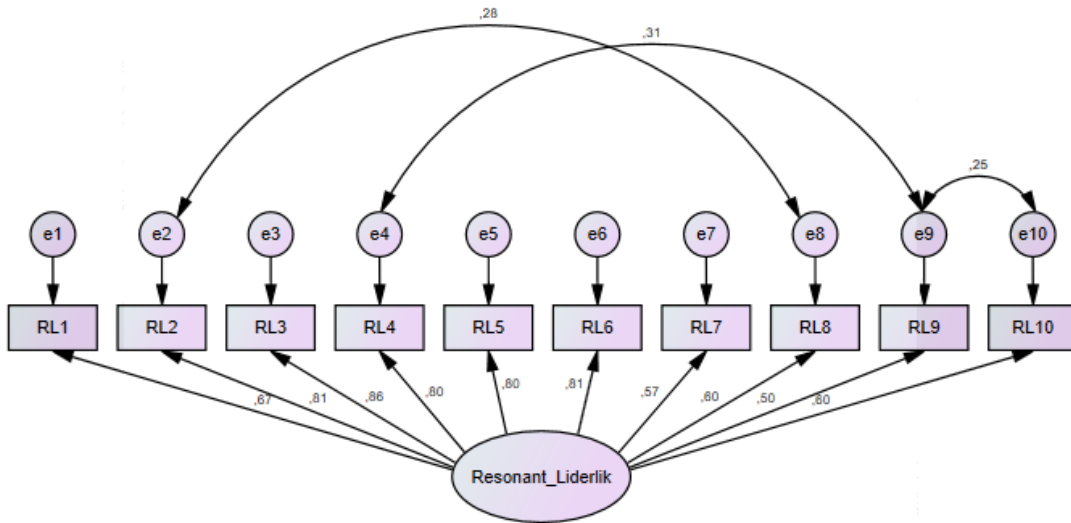 ,28
,31
,25
e1 e2 e3 e4 e5 e6 e7 e8 e9 e10
RL1 RL2 RL3 RL4 RL5 RL6 RL7 RL8 RL9 RL10
,67 ,81 ,86 ,80 ,80 ,81 ,57 ,60 ,50 ,60
Resonant_Liderlik